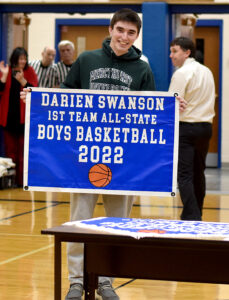 DARIEN SWANSON
1ST TEAM ALL-STATE
BOYS BASKETBALL
2022